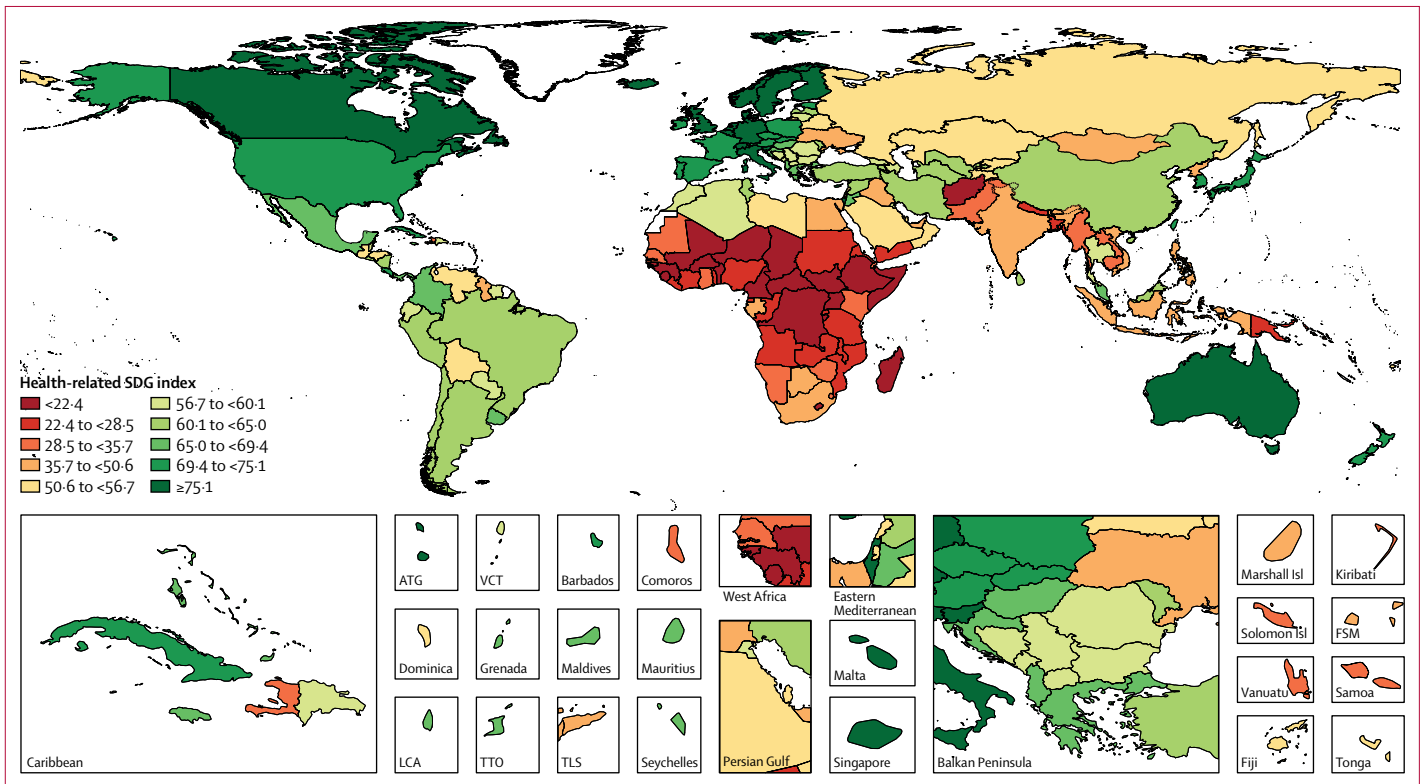 Health-related SDG index
<22·4
22·4 to <28·5
28·5 to <35·7
35·7 to <50·6
50·6 to <56·7
56·7 to <60·1
60·1 to <65·0
65·0 to <69·4
69·4 to <75·1
≥75·1
Caribbean
ATG
VCT
Barbados
Comoros
West Africa
Eastern
Mediterranean
Dominica
Grenada
Maldives
Mauritius
Malta
LCA
TTO
TLS
Seychelles
Persian Gulf
Singapore
Balkan Peninsula
Marshall Isl
Kiribati
Solomon Isl
FSM
Vanuatu
Samoa
Fiji
Tonga